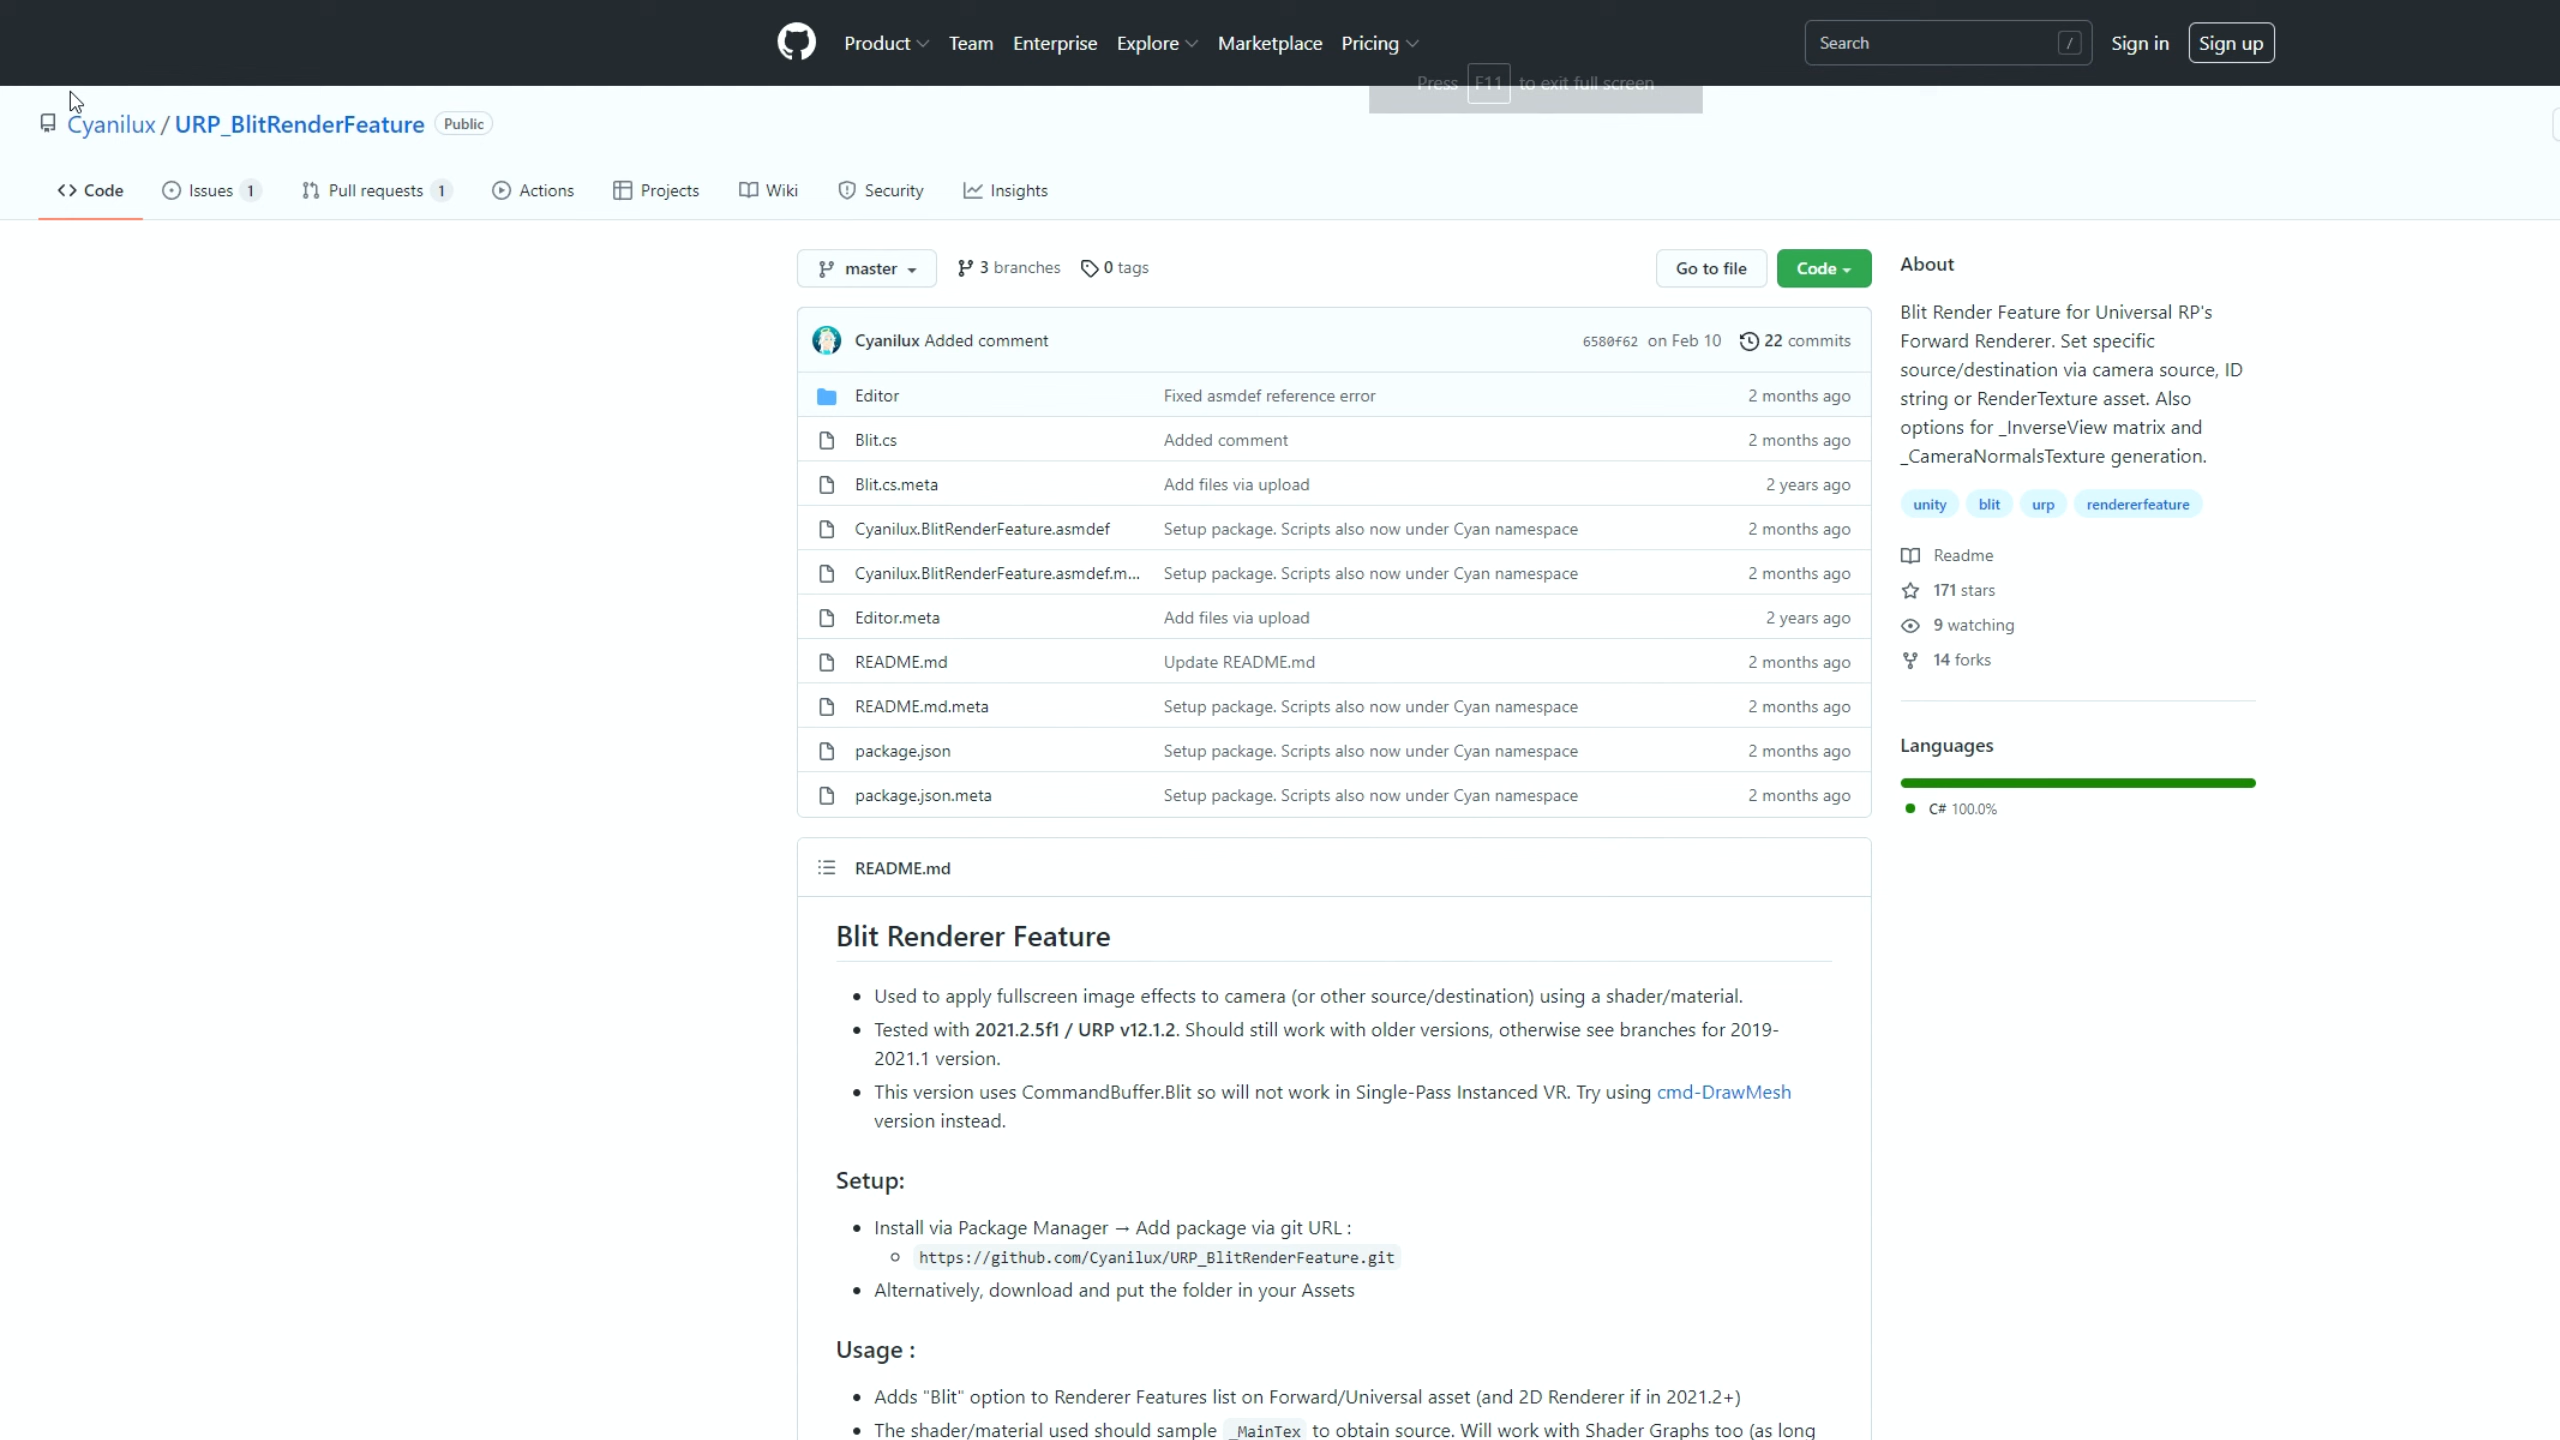 Product Team Enterprise Explore Marketplace Pricing Search / Sign in Sign up
Press F11 to exit full screen
Cyanilux / URP_BlitRenderFeature Public
Code Issues 1 Pull requests 1 Actions Projects Wiki Security Insights
master 3 branches 0 tags Go to file Code
Cyanilux Added comment 6580f62 on Feb 10 22 commits
Editor Fixed asmdef reference error 2 months ago
Blit.cs Added comment 2 months ago
Blit.cs.meta Add files via upload 2 years ago
Cyanilux.BlitRenderFeature.asmdef Setup package. Scripts also now under Cyan namespace 2 months ago
Cyanilux.BlitRenderFeature.asmdef.m... Setup package. Scripts also now under Cyan namespace 2 months ago
Editor.meta Add files via upload 2 years ago
README.md Update README.md 2 months ago
README.md.meta Setup package. Scripts also now under Cyan namespace 2 months ago
package.json Setup package. Scripts also now under Cyan namespace 2 months ago
package.json.meta Setup package. Scripts also now under Cyan namespace 2 months ago
About
Blit Render Feature for Universal RP's
Forward Renderer. Set specific
source/destination via camera source, ID
string or RenderTexture asset. Also
options for _InverseView matrix and
_CameraNormalsTexture generation.
unity blit urp rendererfeature
Readme
171 stars
9 watching
14 forks
Languages
C# 100.0%
README.md
Blit Renderer Feature
• Used to apply fullscreen image effects to camera (or other source/destination) using a shader/material.
• Tested with 2021.2.5f1 / URP v12.1.2. Should still work with older versions, otherwise see branches for 2019-
2021.1 version.
• This version uses CommandBuffer.Blit so will not work in Single-Pass Instanced VR. Try using cmd-DrawMesh
version instead.
Setup:
• Install via Package Manager → Add package via git URL :
○ https://github.com/Cyanilux/URP_BlitRenderFeature.git
• Alternatively, download and put the folder in your Assets
Usage :
• Adds "Blit" option to Renderer Features list on Forward/Universal asset (and 2D Renderer if in 2021.2+)
• The shader/material used should sample _MainTex to obtain source. Will work with Shader Graphs too (as long